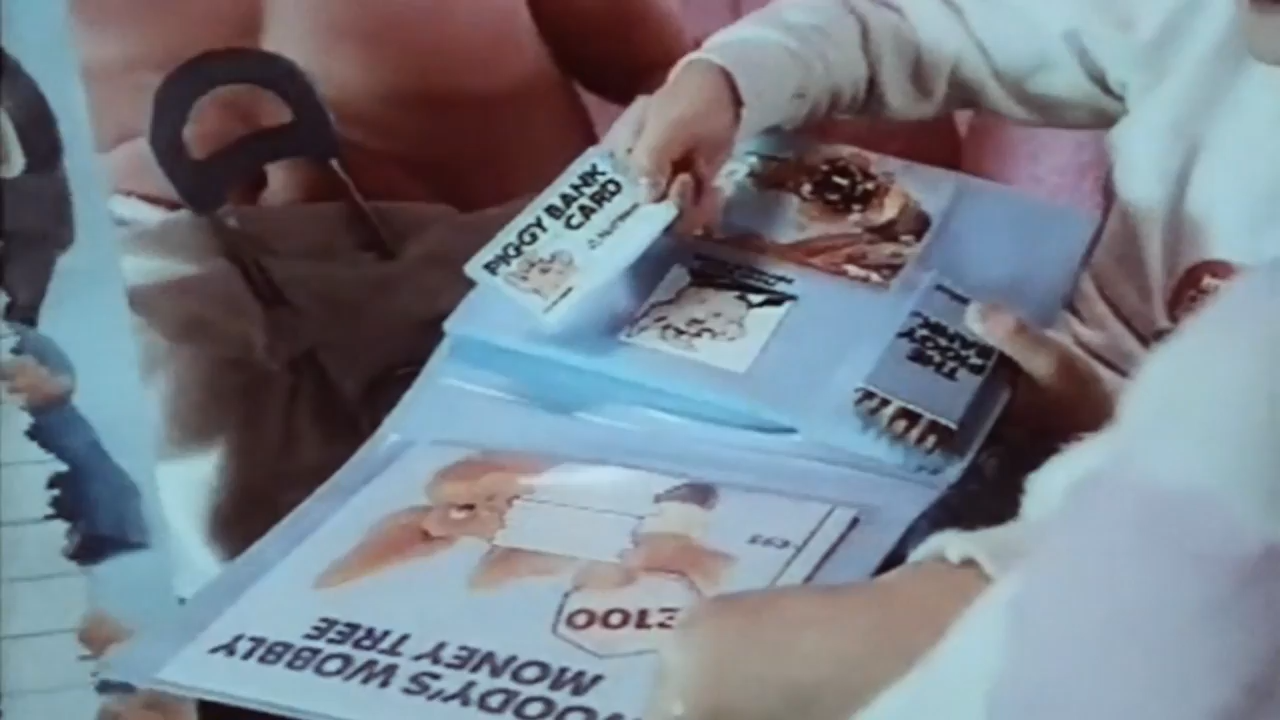 PIGGY BANK
CARD
THE
PIGGY
BANK
WOODY'S WOBBLY
MONEY TREE
£100